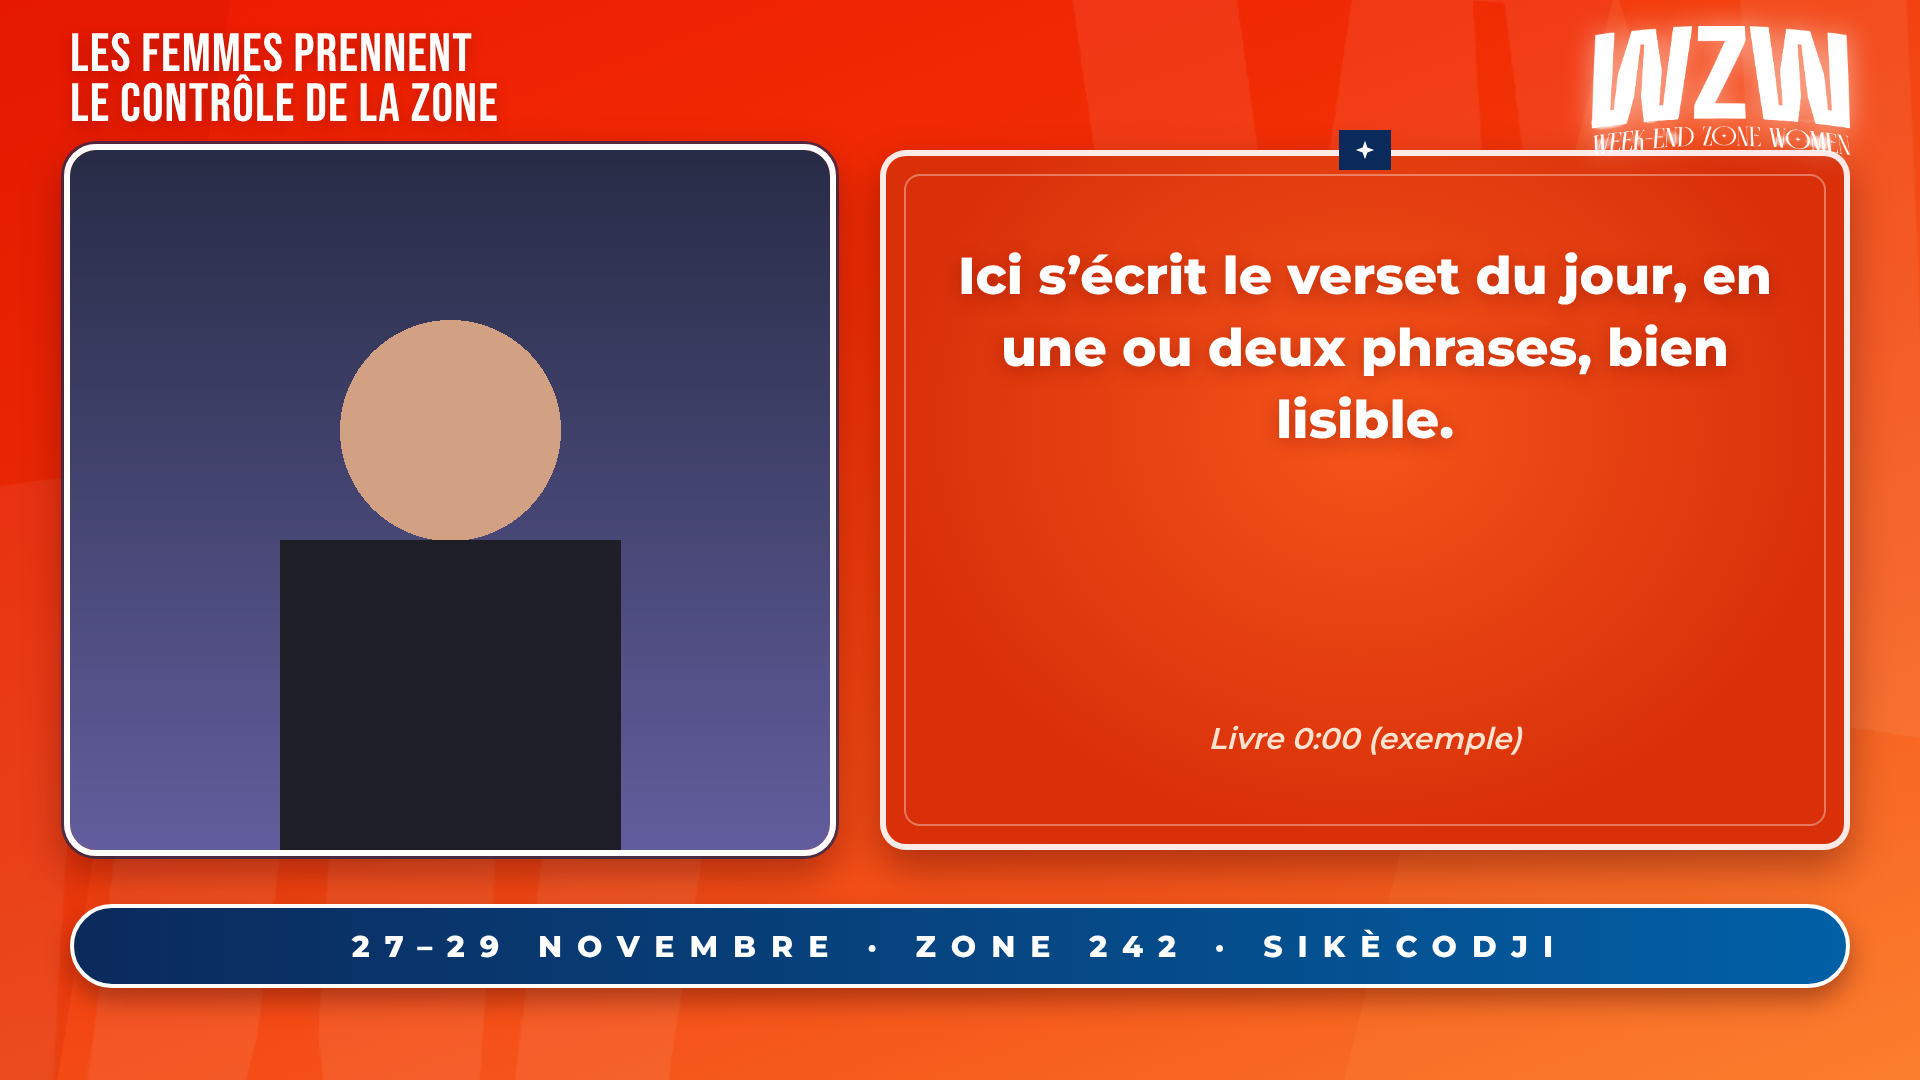 LES FEMMES PRENNENT
LE CONTRÔLE DE LA ZONE
WZW
WEEK-END ZONE WOMEN
Ici s’écrit le verset du jour, en
une ou deux phrases, bien
lisible.
Livre 0:00 (exemple)
27–29 NOVEMBRE · ZONE 242 · SIKÈCODJI